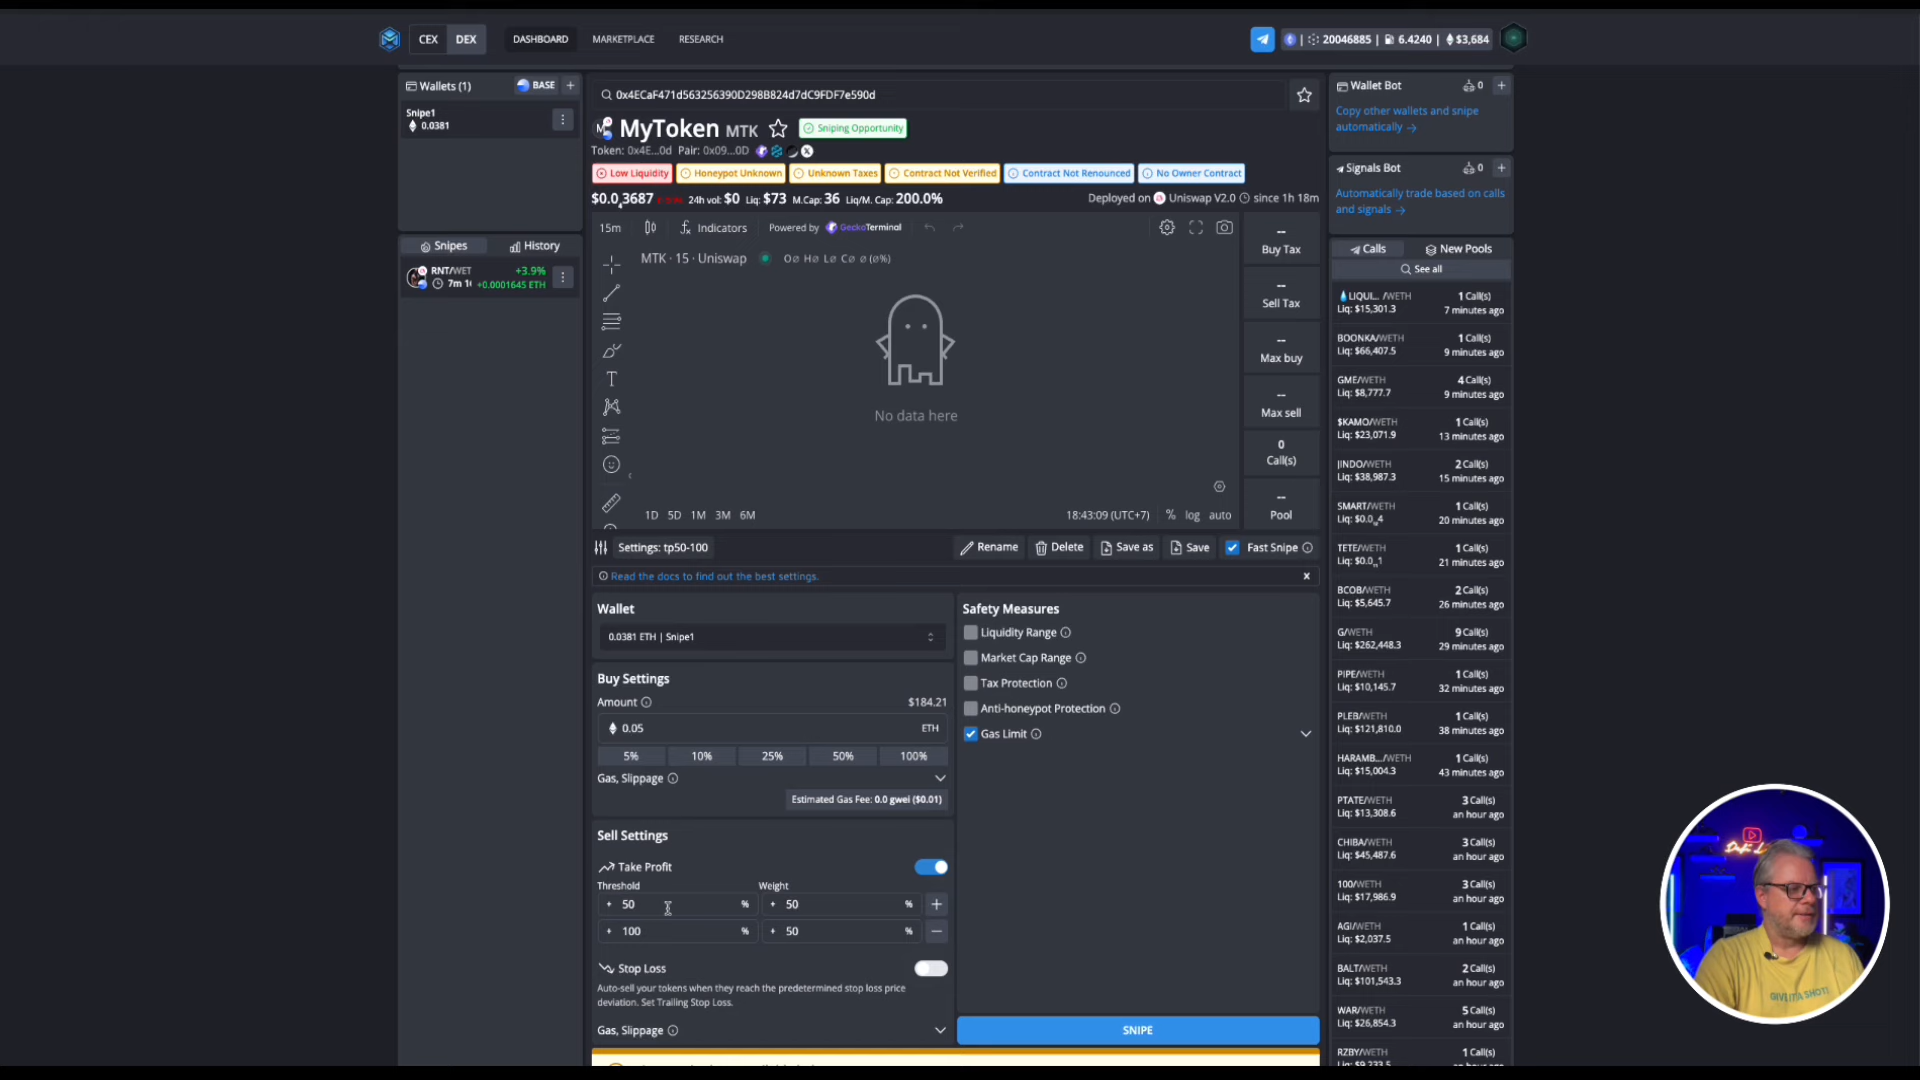 CEX DEX DASHBOARD MARKETPLACE RESEARCH
| 20046885 | 6.4240 | $3,684
Wallets (1) BASE +
Snipe1
0.0381
Snipes History
RNT/WET +3.9%
+0.0001645 ETH
0x4ECaF471d563256390D298B824d7dC9FDF7e590d
MyToken MTK Sniping Opportunity
Token: 0x4E...0d Pair: 0x09...0D
Low Liquidity Honeypot Unknown Unknown Taxes Contract Not Verified Contract Not Renounced No Owner Contract
24h vol: $0 Liq: $73 M.Cap: 36 Liq/M. Cap: 200.0% Deployed on Uniswap V2.0 since 1h 18m
15m Indicators Powered by GeckoTerminal
MTK · 15 · Uniswap O∅ H∅ L∅ C∅ ∅ (∅%)
No data here
1D 5D 1M 3M 6M 18:43:09 (UTC+7) % log auto
--
Buy Tax
--
Sell Tax
--
Max buy
--
Max sell
0
Call(s)
--
Pool
Settings: tp50-100 Rename Delete Save as Save Fast Snipe
Read the docs to find out the best settings. x
Wallet
0.0381 ETH | Snipe1
Buy Settings
Amount $184.21
0.05 ETH
5% 10% 25% 50% 100%
Gas, Slippage
Estimated Gas Fee: 0.0 gwei ($0.01)
Sell Settings
Take Profit
Threshold Weight
+ 50 % + 50 % +
+ 100 % + 50 % −
Stop Loss
Auto-sell your tokens when they reach the predetermined stop loss price
deviation. Set Trailing Stop Loss.
Gas, Slippage
Safety Measures
Liquidity Range
Market Cap Range
Tax Protection
Anti-honeypot Protection
Gas Limit
SNIPE
Wallet Bot 0 +
Copy other wallets and snipe
automatically →
Signals Bot 0 +
Automatically trade based on calls
and signals →
Calls New Pools
See all
LIQUI... /WETH 1 Call(s)
Liq: $15,301.3 7 minutes ago
BOONKA/WETH 1 Call(s)
Liq: $66,407.5 9 minutes ago
GME/WETH 4 Call(s)
Liq: $8,777.7 9 minutes ago
$KAMO/WETH 1 Call(s)
Liq: $23,071.9 13 minutes ago
JINDO/WETH 2 Call(s)
Liq: $38,987.3 15 minutes ago
SMART/WETH 1 Call(s)
20 minutes ago
TETE/WETH 1 Call(s)
21 minutes ago
BCOB/WETH 2 Call(s)
Liq: $5,645.7 26 minutes ago
G/WETH 9 Call(s)
Liq: $262,448.3 29 minutes ago
PIPE/WETH 1 Call(s)
Liq: $10,145.7 32 minutes ago
PLEB/WETH 1 Call(s)
Liq: $121,810.0 38 minutes ago
HARAMB.../WETH 1 Call(s)
Liq: $15,004.3 43 minutes ago
PTATE/WETH 3 Call(s)
Liq: $13,308.6 an hour ago
CHIBA/WETH 3 Call(s)
Liq: $45,487.6 an hour ago
100/WETH 3 Call(s)
Liq: $17,986.9 an hour ago
AGI/WETH 1 Call(s)
Liq: $2,037.5 an hour ago
BALT/WETH 2 Call(s)
Liq: $101,543.3 an hour ago
WAR/WETH 5 Call(s)
Liq: $26,854.3 an hour ago
RZBY/WETH 1 Call(s)
GIVE IT A SHOT!